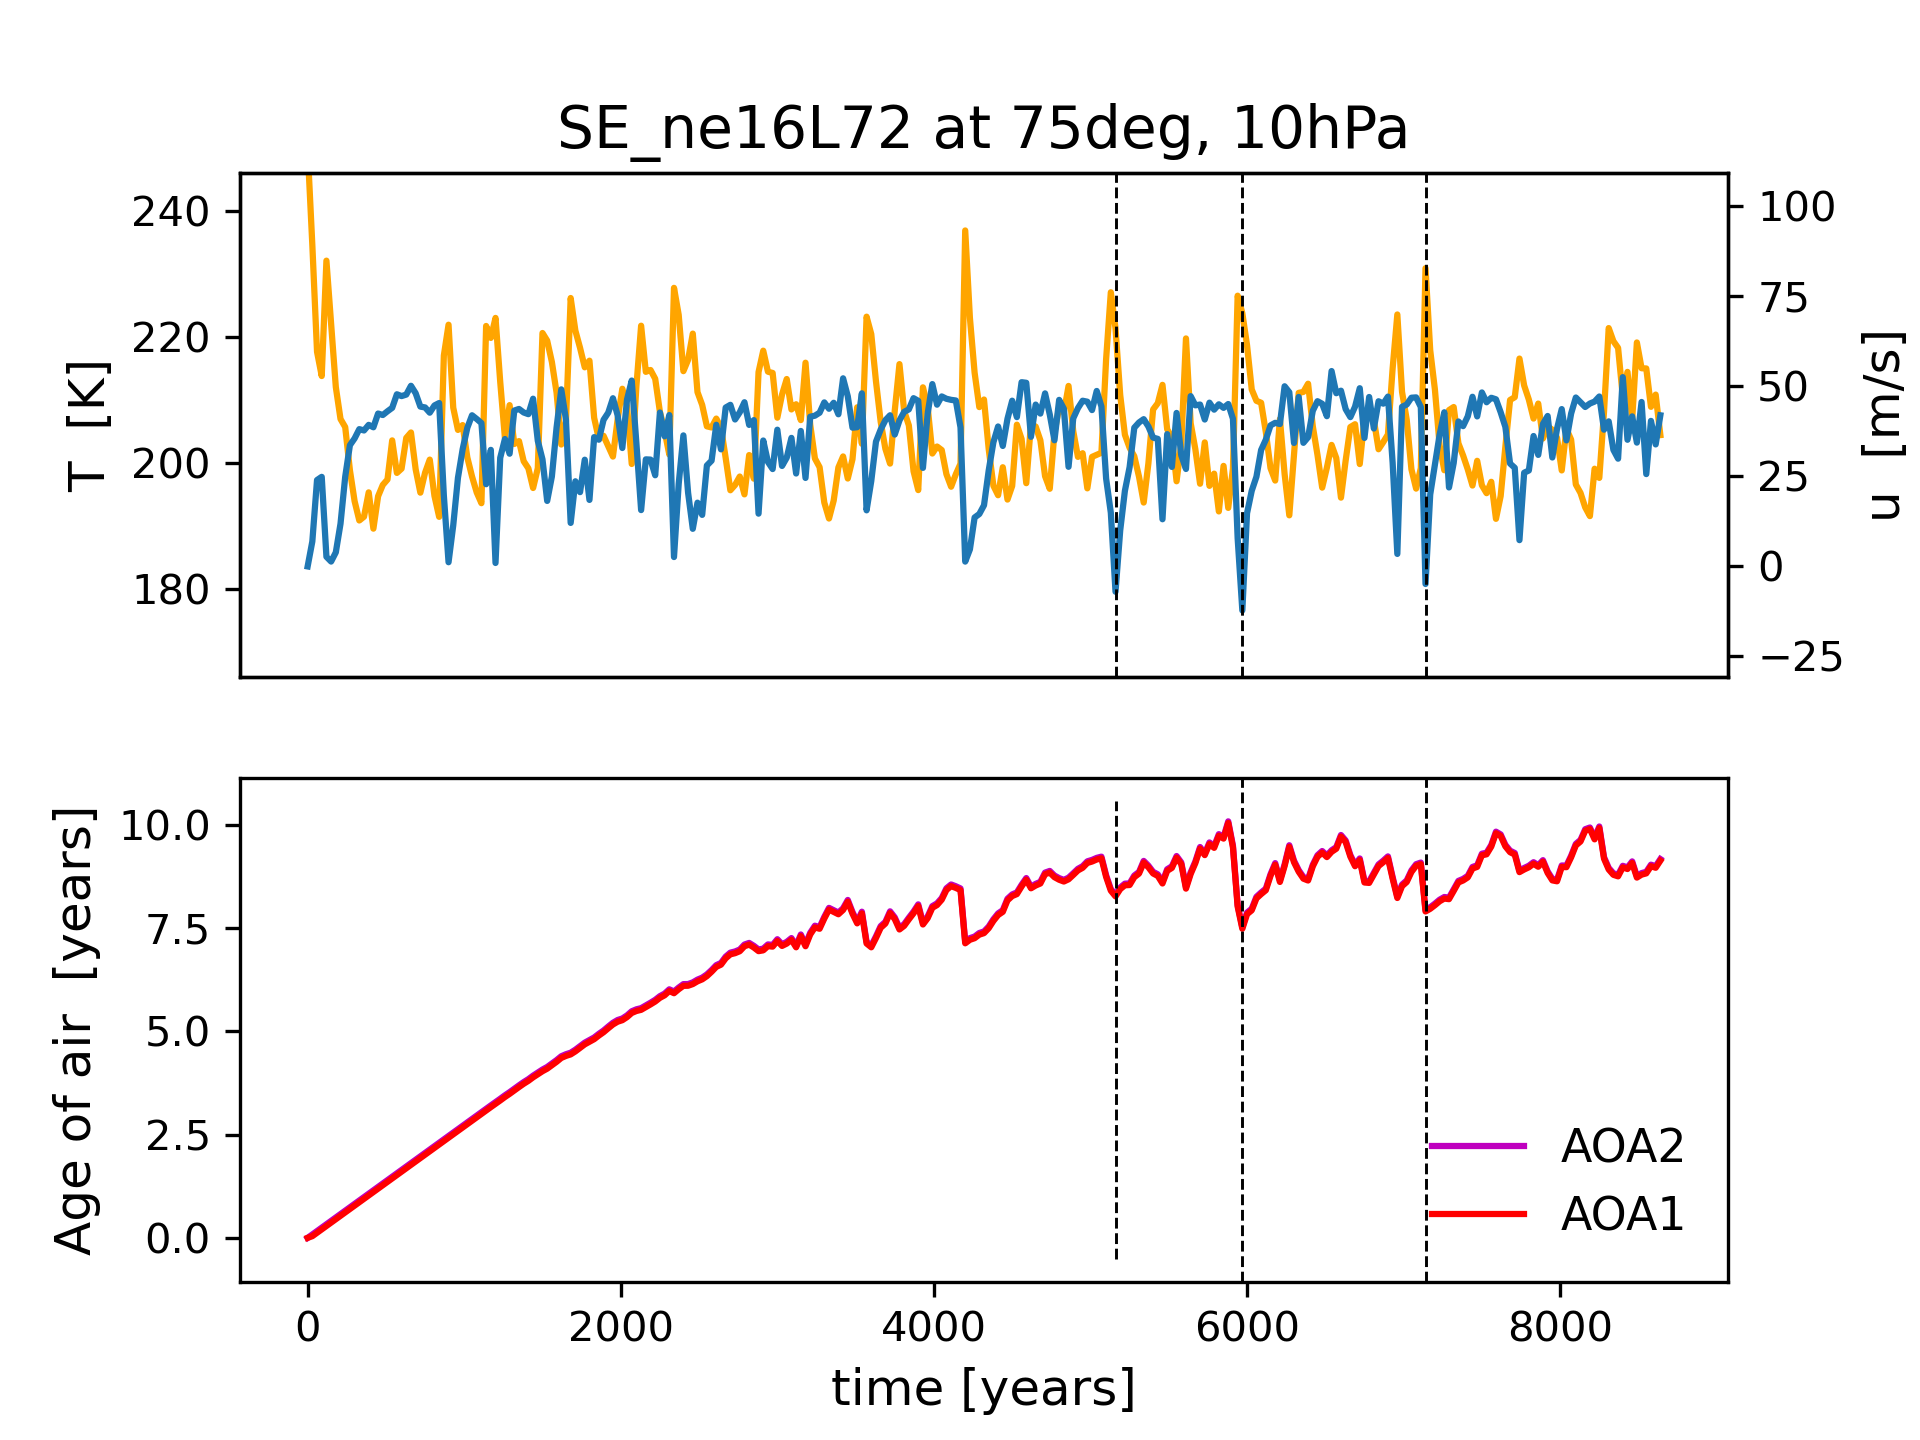 SE_ne16L72 at 75deg, 10hPa
T [K]
240
220
200
180
100
75
50
25
0
−25
u [m/s]
Age of air [years]
10.0
7.5
5.0
2.5
0.0
AOA2
AOA1
0 2000 4000 6000 8000
time [years]